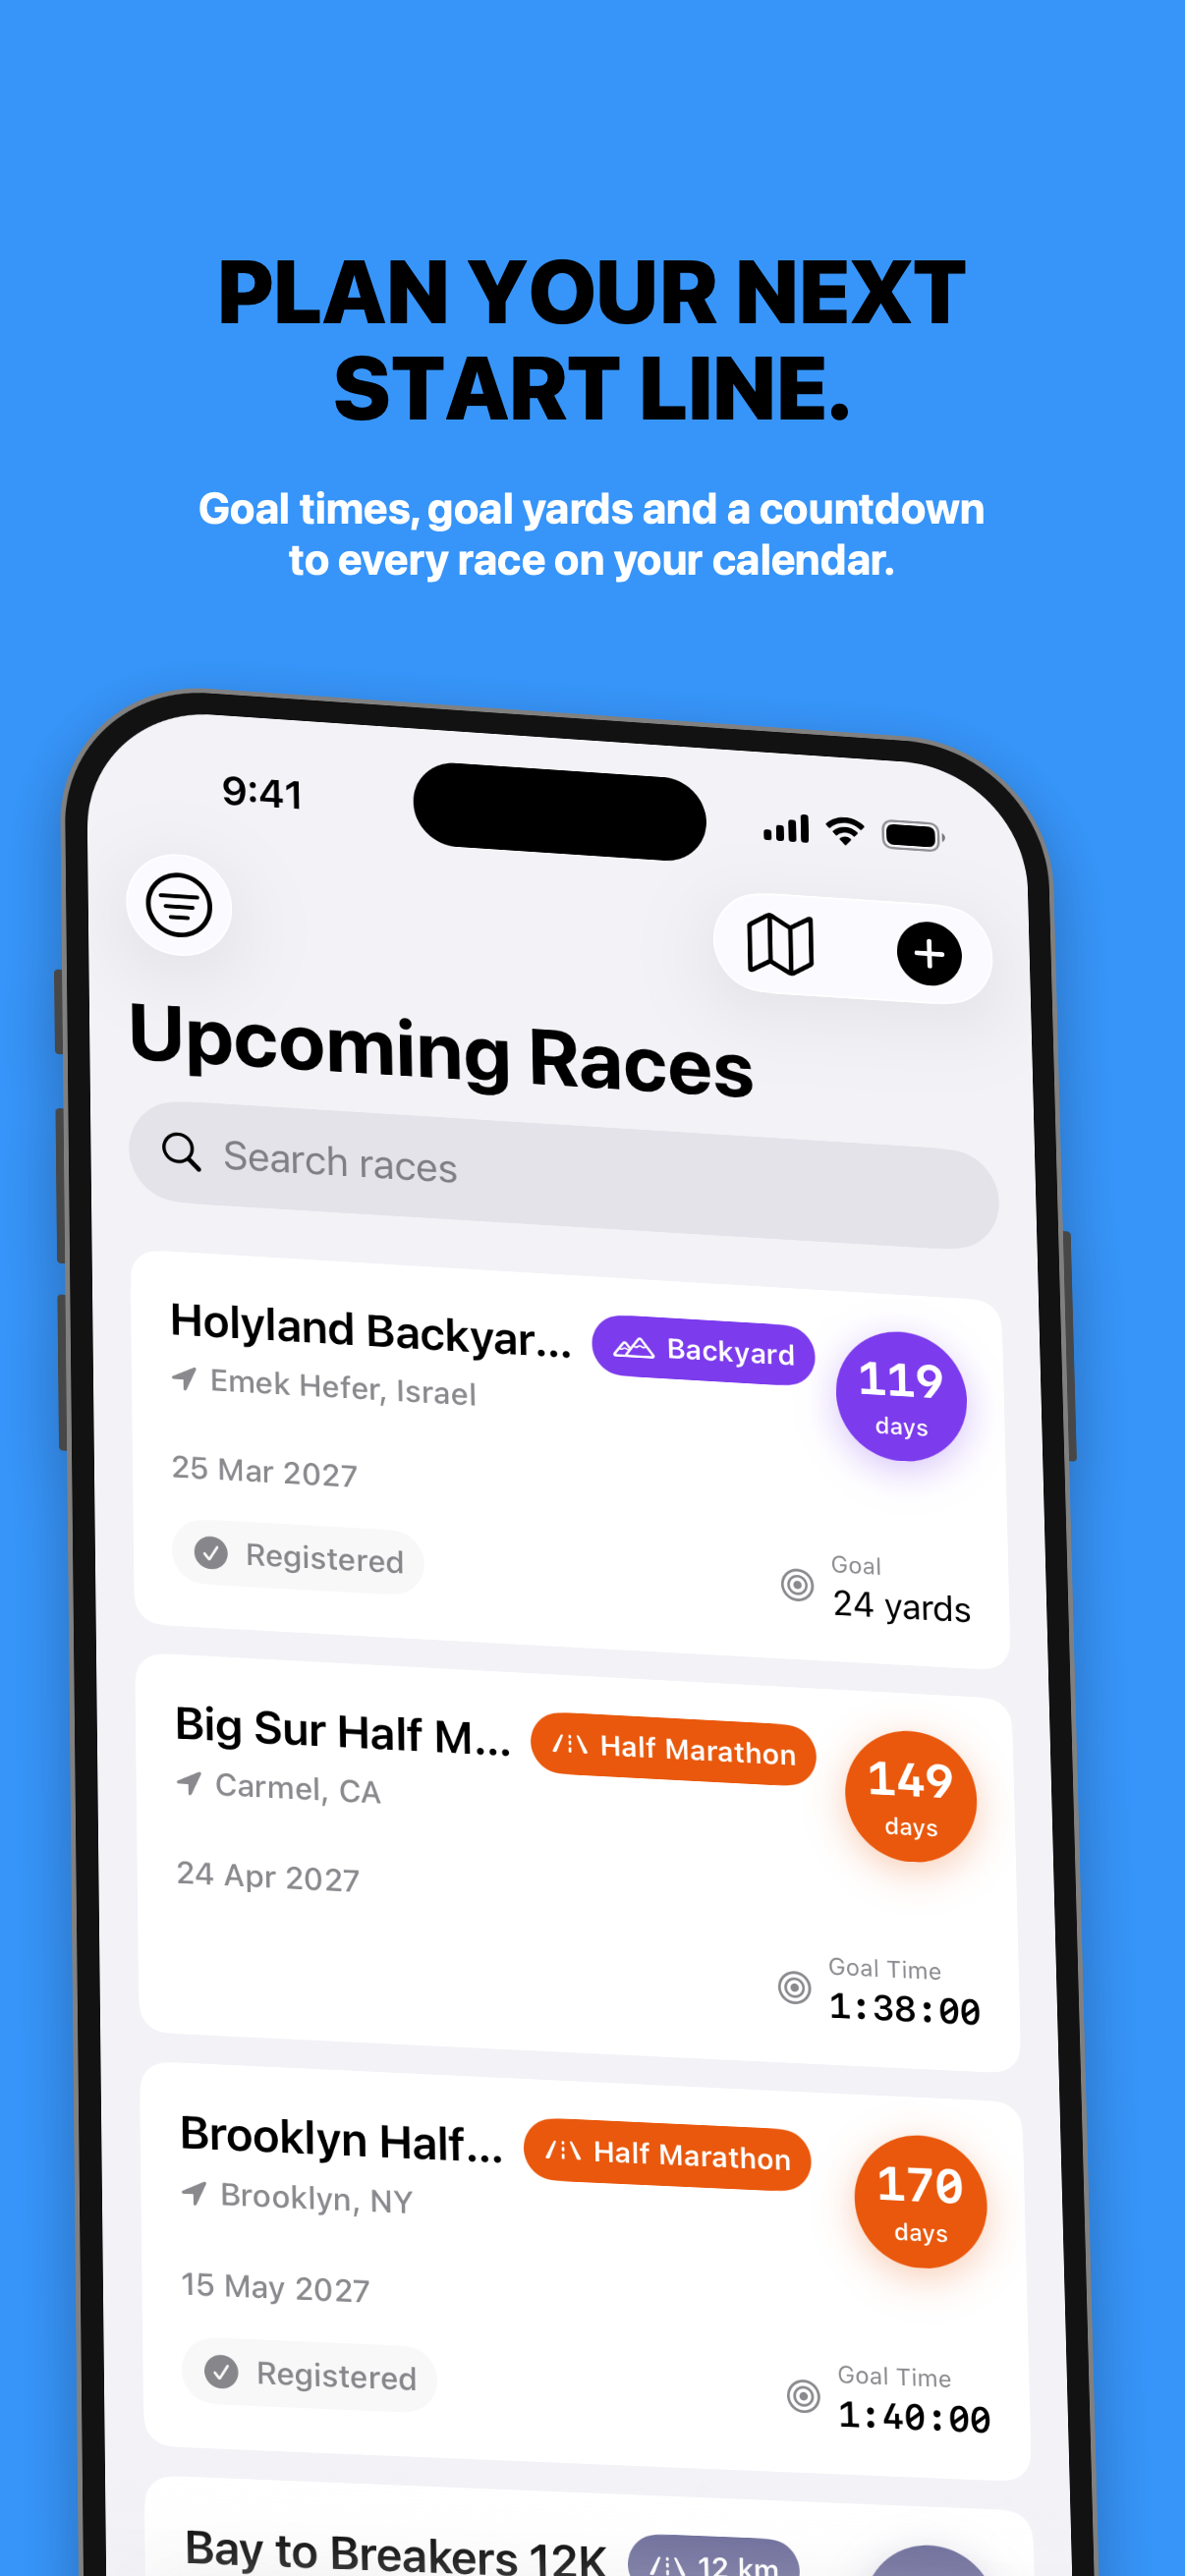 PLAN YOUR NEXT
START LINE.
Goal times, goal yards and a countdown
to every race on your calendar.
9:41
Upcoming Races
Search races
Holyland Backyar...
Backyard
119
days
Emek Hefer, Israel
25 Mar 2027
Registered
Goal
24 yards
Big Sur Half M...
Half Marathon
149
days
Carmel, CA
24 Apr 2027
Goal Time
1:38:00
Brooklyn Half...
Half Marathon
170
days
Brooklyn, NY
15 May 2027
Registered
Goal Time
1:40:00
Bay to Breakers 12K
12 km